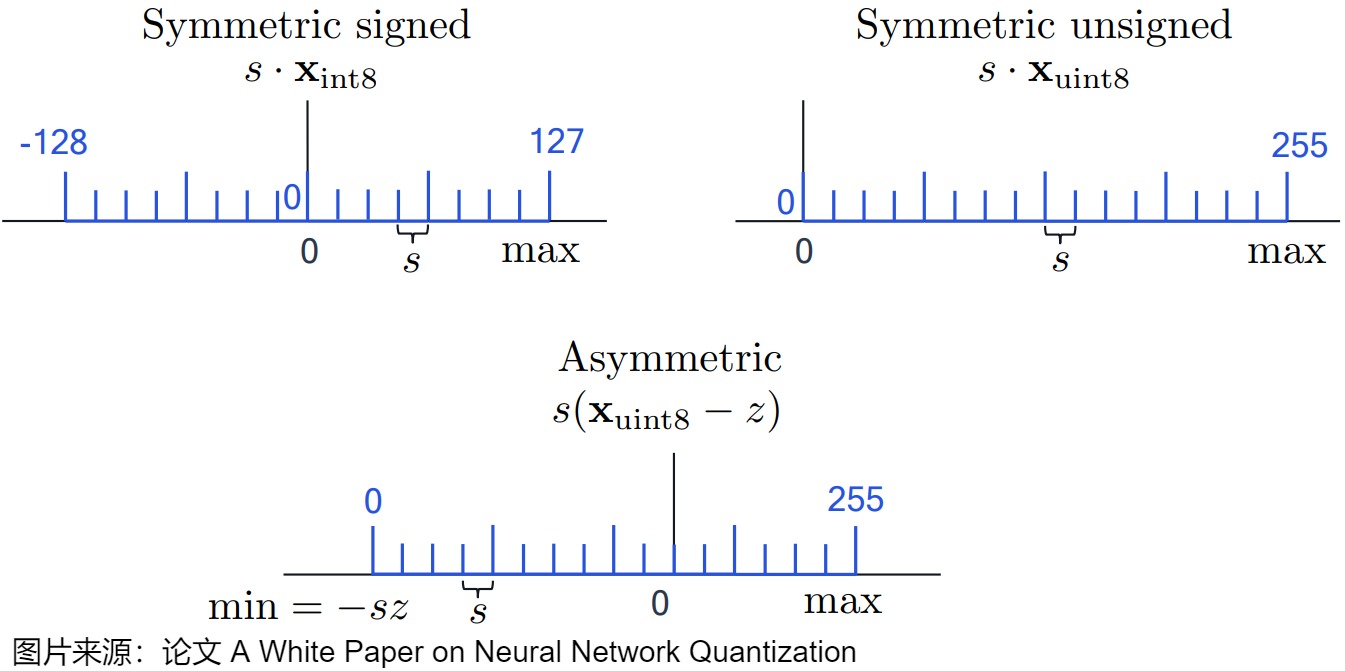 Symmetric signed
s · x_int8
-128
127
0
0
s
max
Symmetric unsigned
s · x_uint8
255
0
0
s
max
Asymmetric
s(x_uint8 − z)
0
255
min = −sz
s
0
max
图片来源：论文 A White Paper on Neural Network Quantization